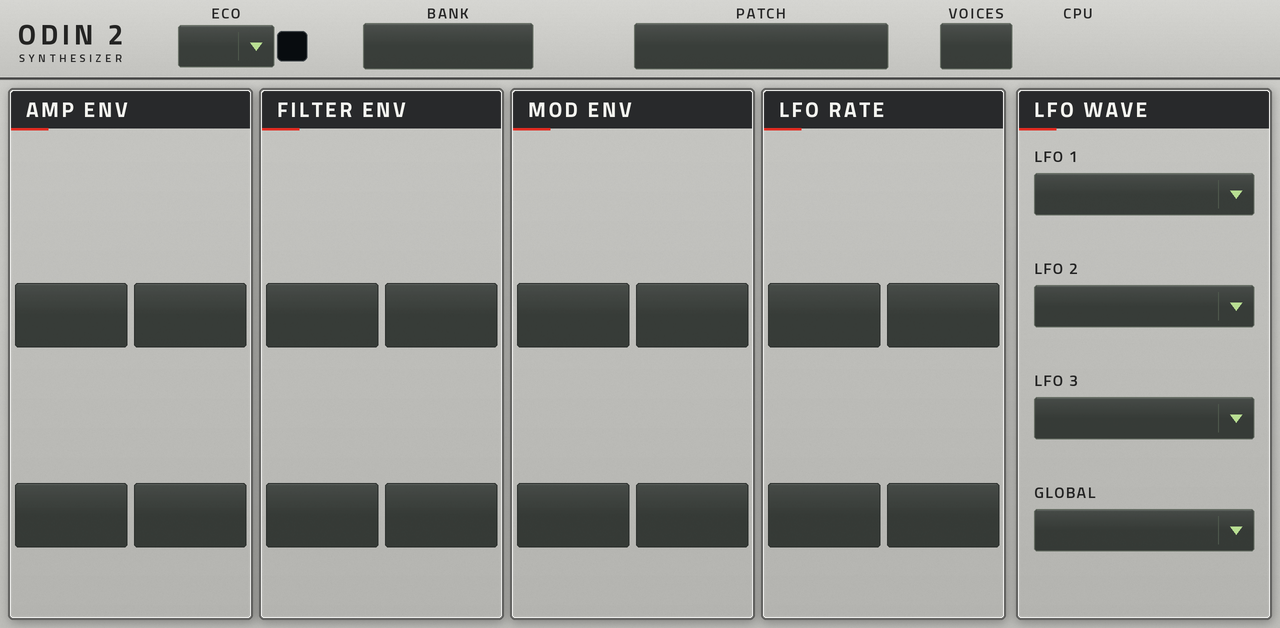 ODIN 2
SYNTHESIZER
ECO
BANK
PATCH
VOICES
CPU
AMP ENV
FILTER ENV
MOD ENV
LFO RATE
LFO WAVE
LFO 1
LFO 2
LFO 3
GLOBAL